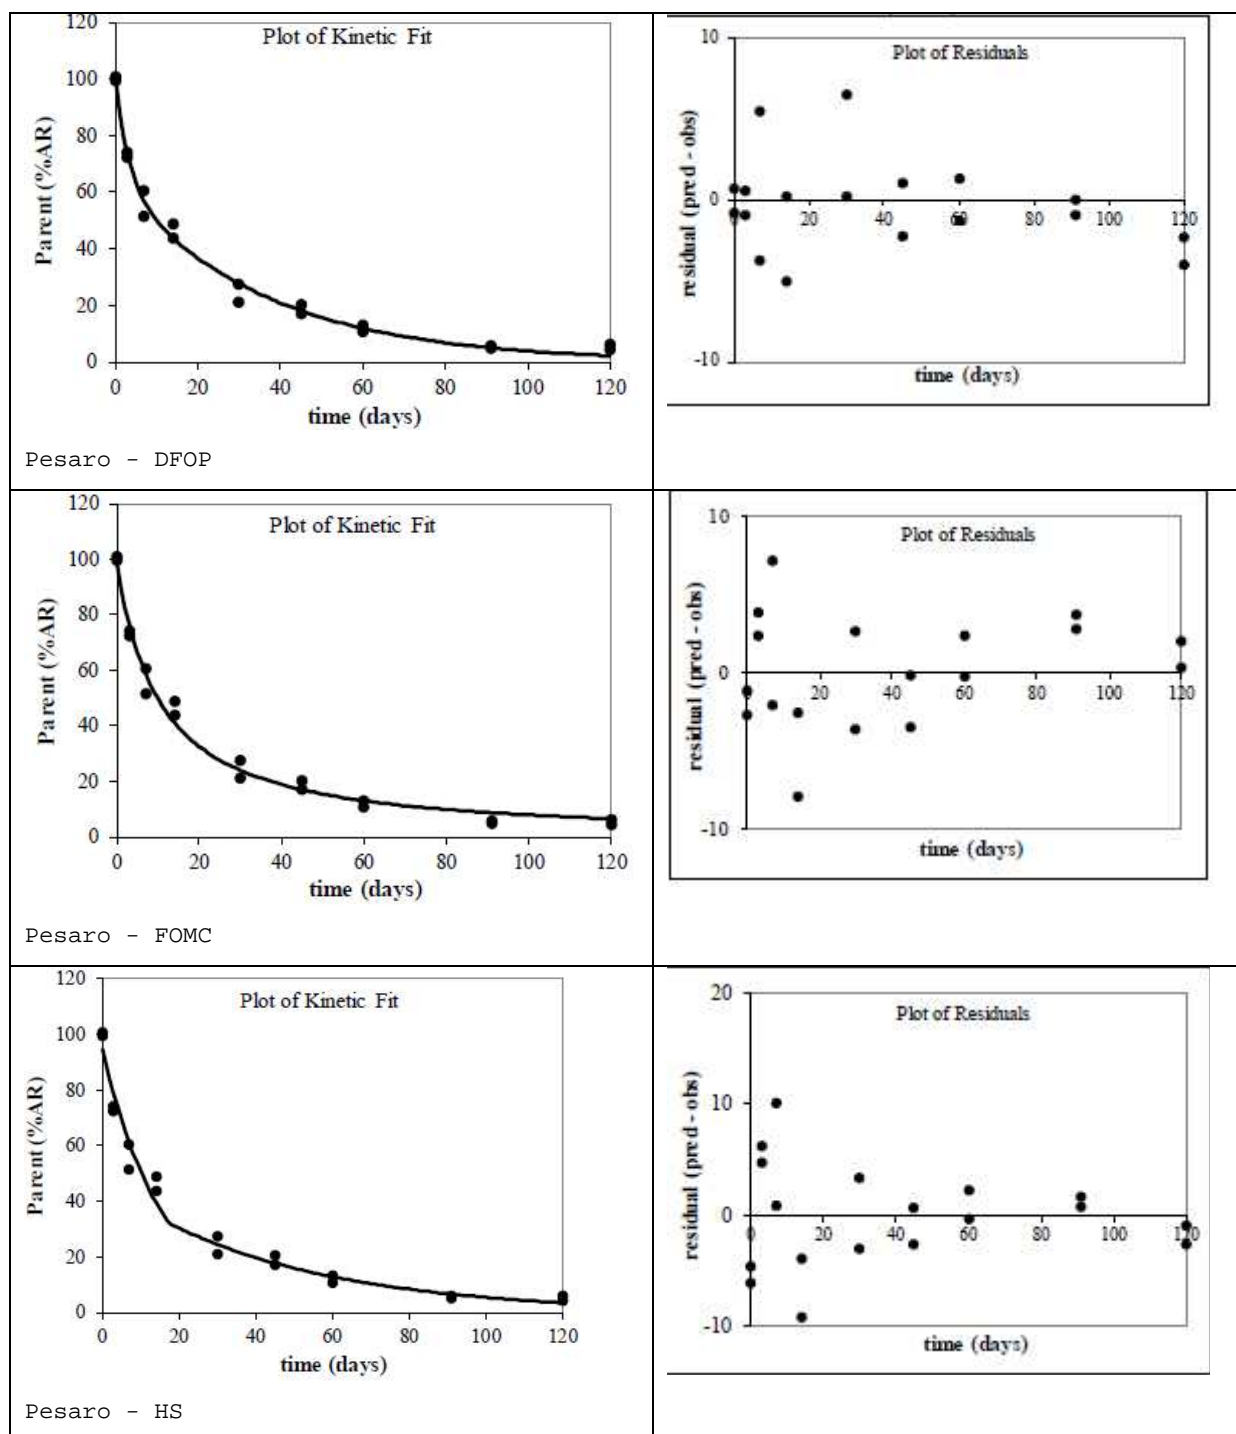 Plot of Kinetic Fit
120
100
80
60
40
20
0
Parent (%AR)
0 20 40 60 80 100 120
time (days)
Pesaro - DFOP
Plot of Residuals
10
0
-10
residual (pred - obs)
0 20 40 60 80 100 120
time (days)
Plot of Kinetic Fit
120
100
80
60
40
20
0
Parent (%AR)
0 20 40 60 80 100 120
time (days)
Pesaro - FOMC
Plot of Residuals
10
0
-10
residual (pred - obs)
0 20 40 60 80 100 120
time (days)
Plot of Kinetic Fit
120
100
80
60
40
20
0
Parent (%AR)
0 20 40 60 80 100 120
time (days)
Pesaro - HS
Plot of Residuals
20
10
0
-10
residual (pred - obs)
0 20 40 60 80 100 120
time (days)